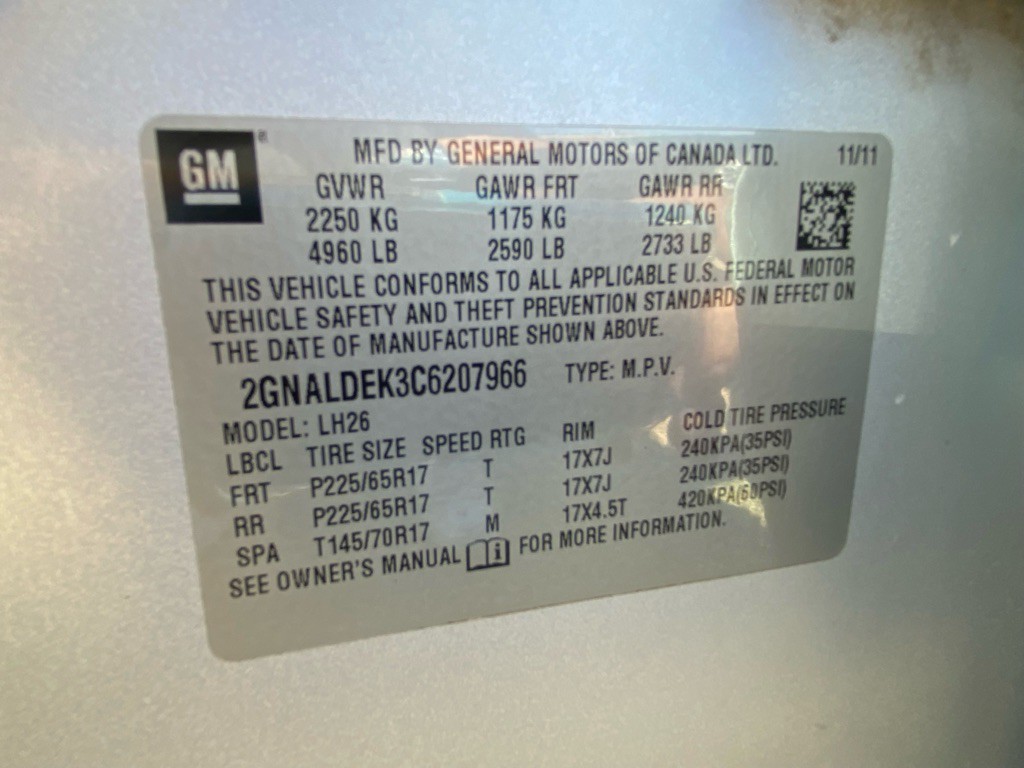 GM
MFD BY GENERAL MOTORS OF CANADA LTD. 11/11
GVWR GAWR FRT GAWR RR
2250 KG 1175 KG 1240 KG
4960 LB 2590 LB 2733 LB
THIS VEHICLE CONFORMS TO ALL APPLICABLE U.S. FEDERAL MOTOR
VEHICLE SAFETY AND THEFT PREVENTION STANDARDS IN EFFECT ON
THE DATE OF MANUFACTURE SHOWN ABOVE.
2GNALDEK3C6207966 TYPE: M.P.V.
MODEL: LH26
LBCL TIRE SIZE SPEED RTG RIM COLD TIRE PRESSURE
FRT P225/65R17 T 17X7J 240KPA(35PSI)
RR P225/65R17 T 17X7J 240KPA(35PSI)
SPA T145/70R17 M 17X4.5T 420KPA(60PSI)
SEE OWNER'S MANUAL FOR MORE INFORMATION.